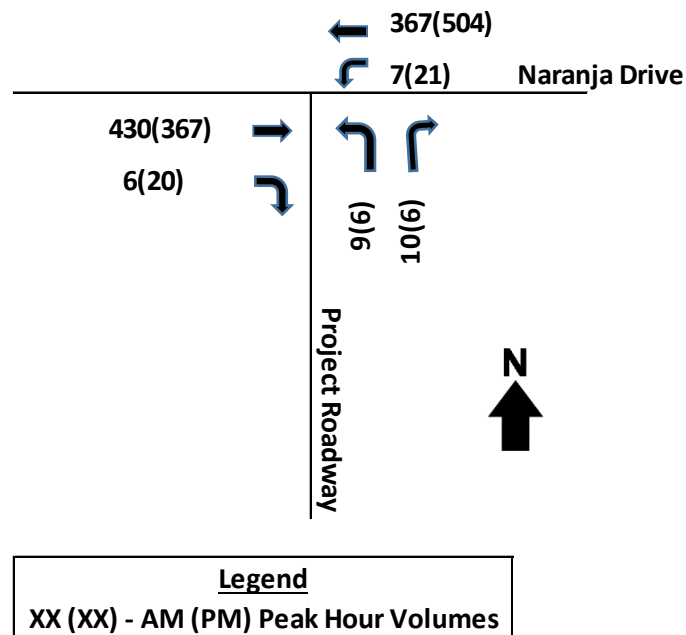 367(504)
7(21)
Naranja Drive
430(367)
6(20)
9(6)
10(6)
Project Roadway
N
Legend
XX (XX) - AM (PM) Peak Hour Volumes